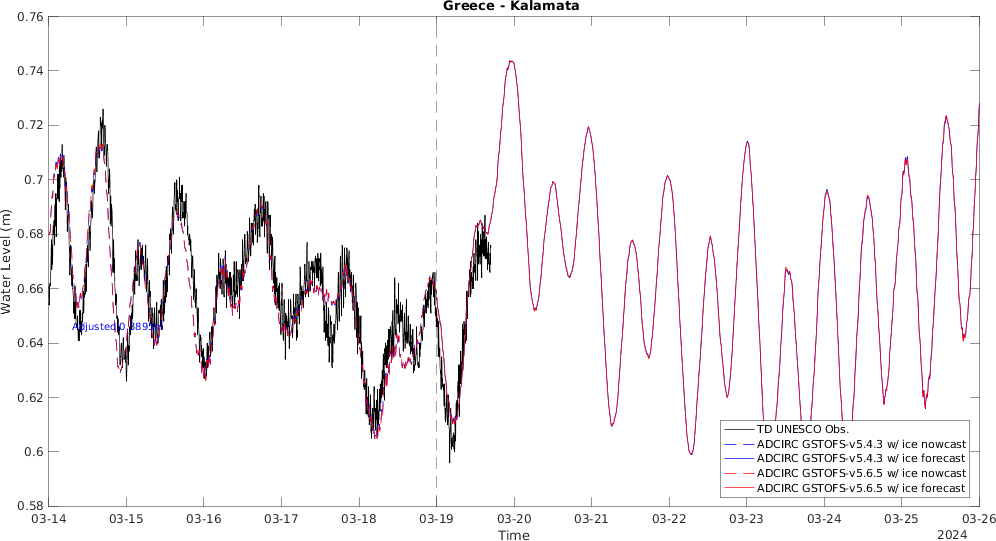 Greece - Kalamata
0.76
0.74
0.72
0.7
0.68
0.66
0.64
0.62
0.6
0.58
Water Level (m)
Adjusted
TD UNESCO Obs.
ADCIRC GSTOFS-v5.4.3 w/ ice nowcast
ADCIRC GSTOFS-v5.4.3 w/ ice forecast
ADCIRC GSTOFS-v5.6.5 w/ ice nowcast
ADCIRC GSTOFS-v5.6.5 w/ ice forecast
03-14 03-15 03-16 03-17 03-18 03-19 03-20 03-21 03-22 03-23 03-24 03-25 03-26
Time
2024